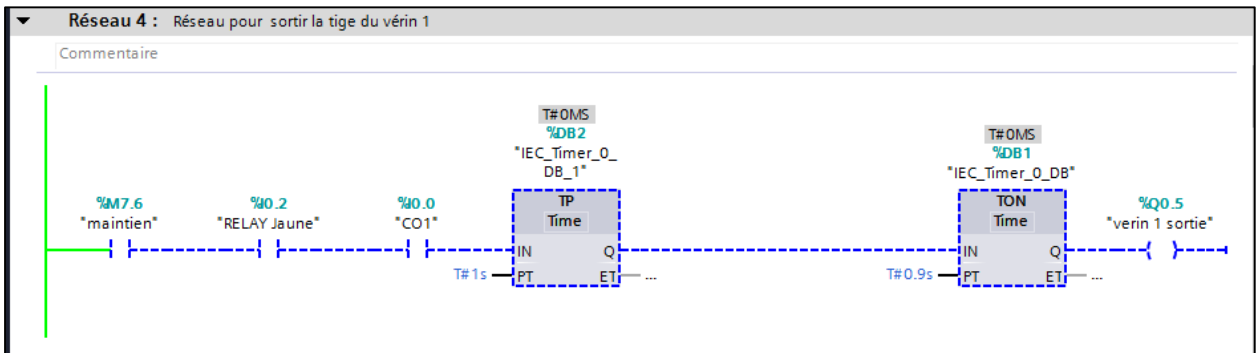 Réseau 4 : Réseau pour sortir la tige du vérin 1
Commentaire
T#0MS
%DB2
"IEC_Timer_0_
DB_1"
T#0MS
%DB1
"IEC_Timer_0_DB"
%M7.6
"maintien"
%I0.2
"RELAY Jaune"
%I0.0
"CO1"
TP
Time
TON
Time
%Q0.5
"verin 1 sortie"
IN Q
IN Q
T#1s PT ET ...
T#0.9s PT ET ...